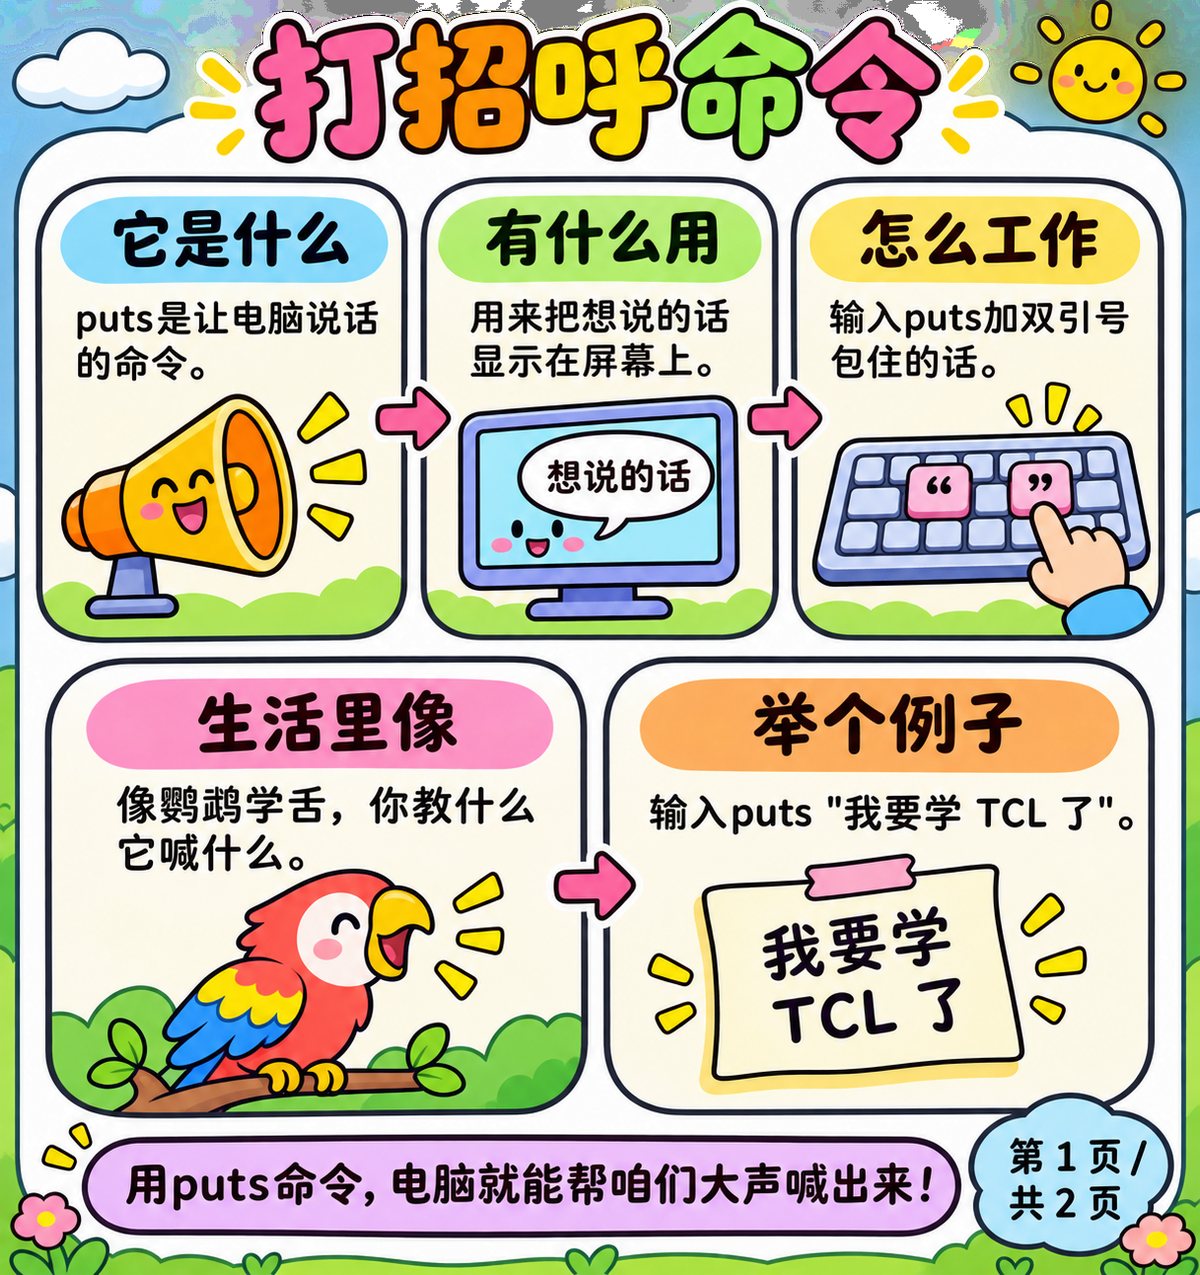 打招呼命令
它是什么
puts是让电脑说话
的命令。
有什么用
用来把想说的话
显示在屏幕上。
想说的话
怎么工作
输入puts加双引号
包住的话。
“ ”
生活里像
像鹦鹉学舌，你教什么
它喊什么。
举个例子
输入puts "我要学 TCL 了"。
我要学
TCL 了
用puts命令，电脑就能帮咱们大声喊出来！
第 1 页 /
共 2 页